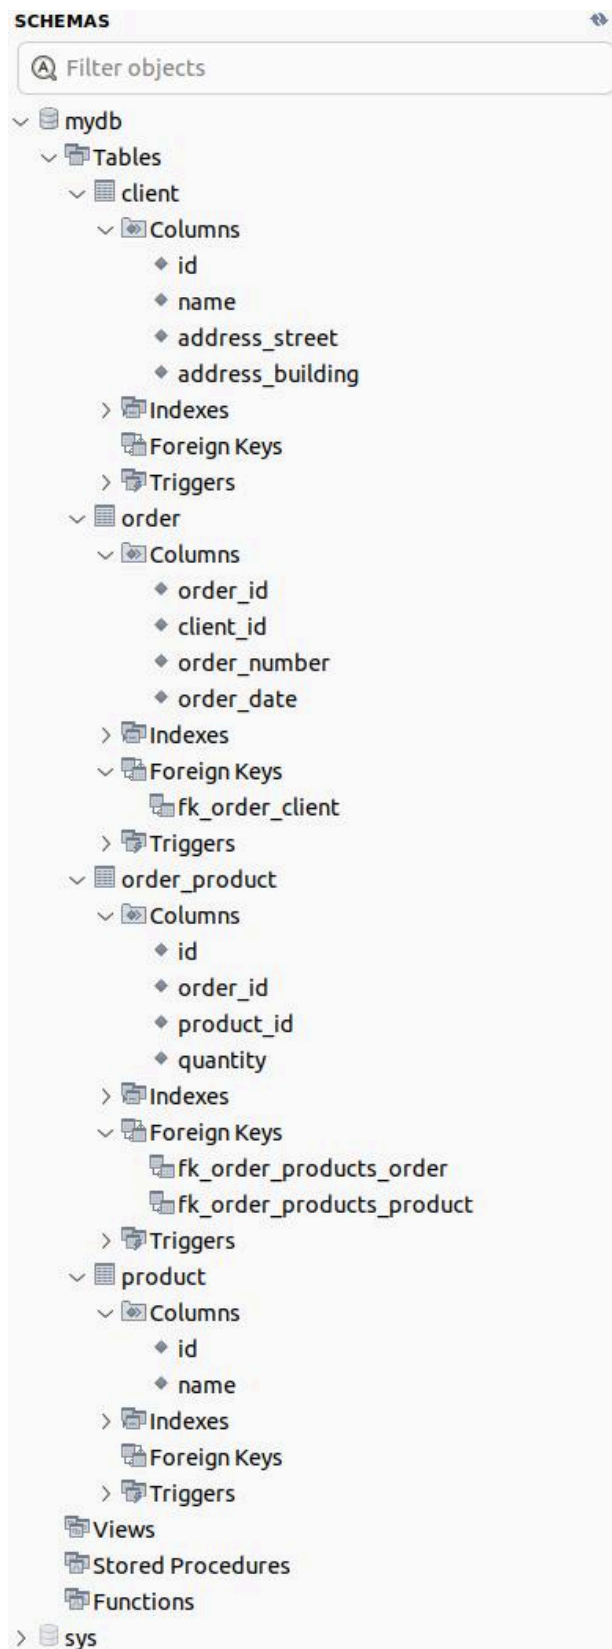 SCHEMAS
Filter objects
mydb
Tables
client
Columns
id
name
address_street
address_building
Indexes
Foreign Keys
Triggers
order
Columns
order_id
client_id
order_number
order_date
Indexes
Foreign Keys
fk_order_client
Triggers
order_product
Columns
id
order_id
product_id
quantity
Indexes
Foreign Keys
fk_order_products_order
fk_order_products_product
Triggers
product
Columns
id
name
Indexes
Foreign Keys
Triggers
Views
Stored Procedures
Functions
sys